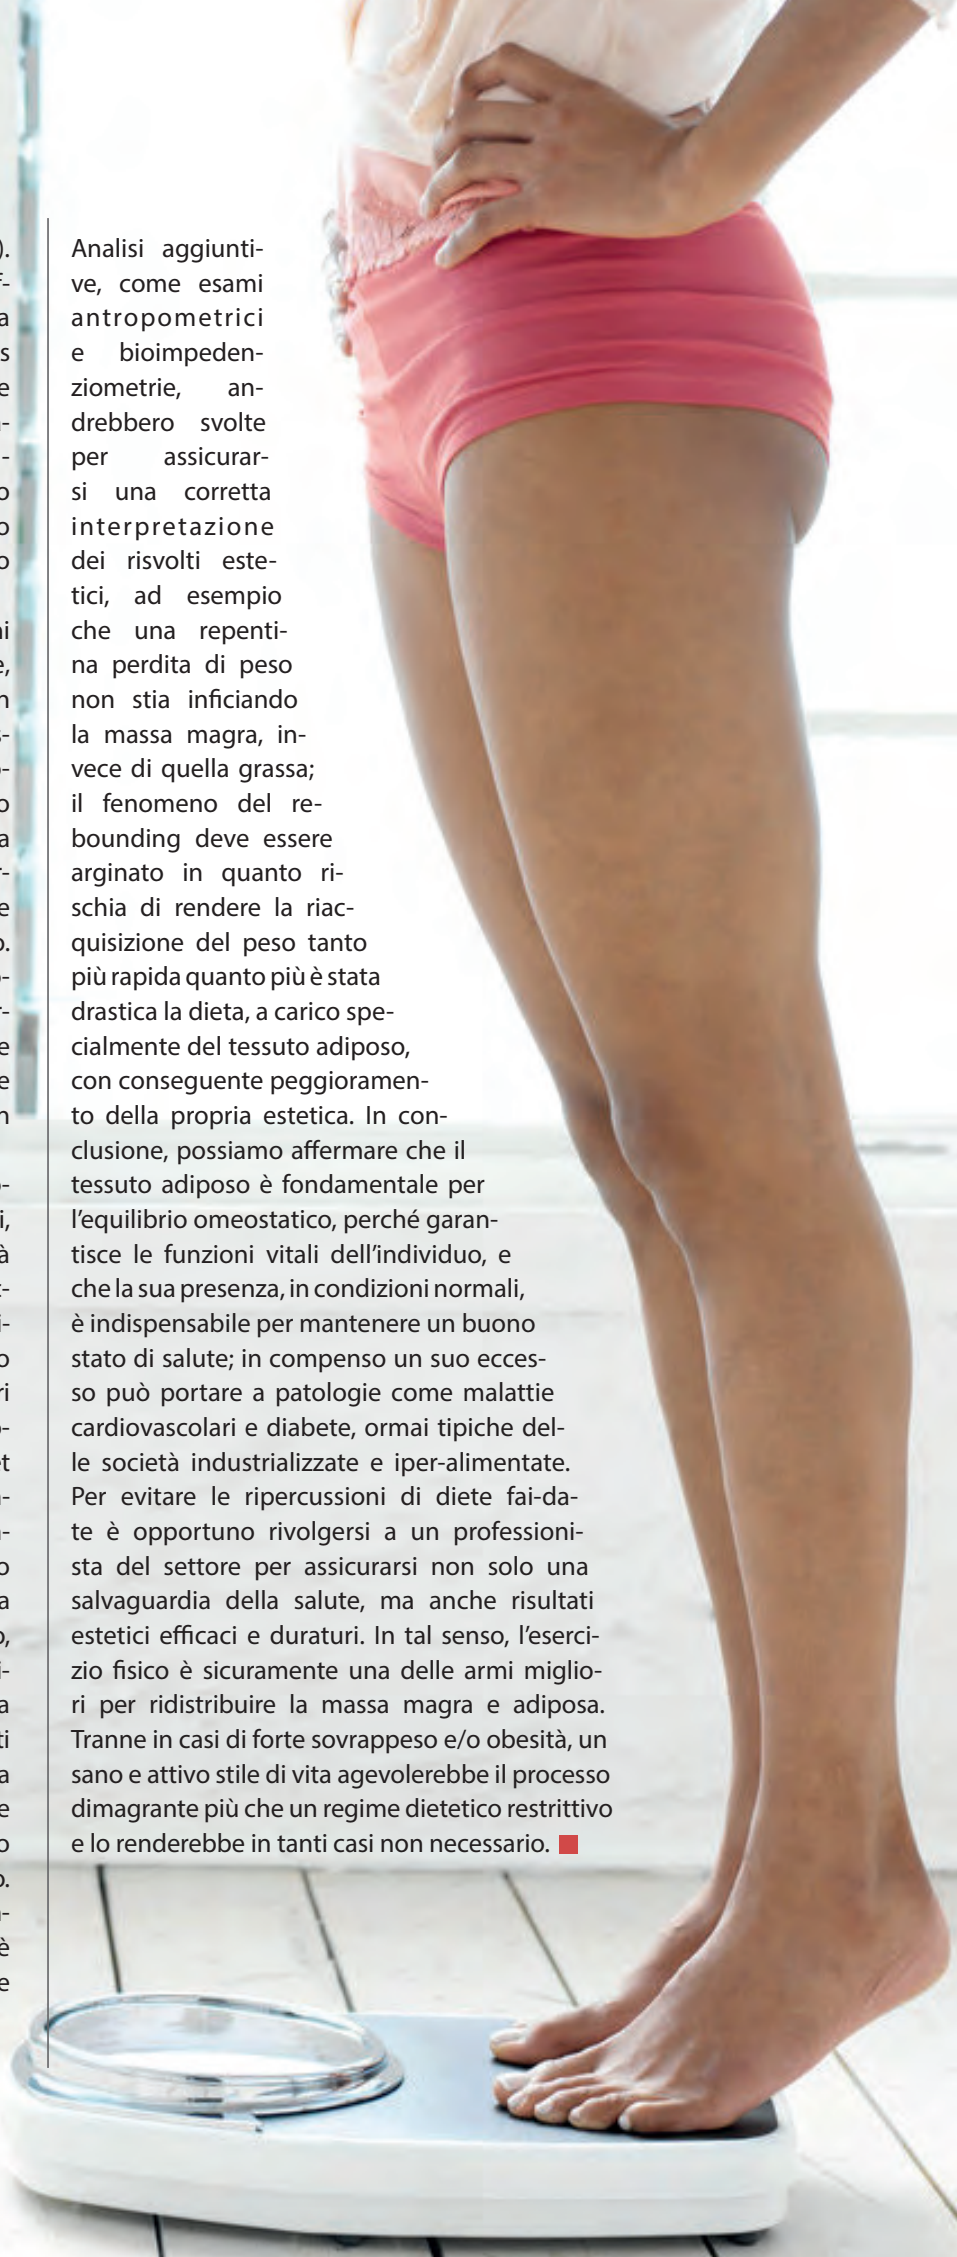 Analisi aggiunti-
ve, come esami
antropometrici
e bioimpeden-
ziometrie, an-
drebbero svolte
per assicurar-
si una corretta
interpretazione
dei risvolti este-
tici, ad esempio
che una repenti-
na perdita di peso
non stia inficiando
la massa magra, in-
vece di quella grassa;
il fenomeno del re-
bounding deve essere
arginato in quanto ri-
schia di rendere la riac-
quisizione del peso tanto
più rapida quanto più è stata
drastica la dieta, a carico spe-
cialmente del tessuto adiposo,
con conseguente peggioramen-
to della propria estetica. In con-
clusione, possiamo affermare che il
tessuto adiposo è fondamentale per
l’equilibrio omeostatico, perché garan-
tisce le funzioni vitali dell’individuo, e
che la sua presenza, in condizioni normali,
è indispensabile per mantenere un buono
stato di salute; in compenso un suo ecces-
so può portare a patologie come malattie
cardiovascolari e diabete, ormai tipiche del-
le società industrializzate e iper-alimentate.
Per evitare le ripercussioni di diete fai-da-
te è opportuno rivolgersi a un professioni-
sta del settore per assicurarsi non solo una
salvaguardia della salute, ma anche risultati
estetici efficaci e duraturi. In tal senso, l’eserci-
zio fisico è sicuramente una delle armi miglio-
ri per ridistribuire la massa magra e adiposa.
Tranne in casi di forte sovrappeso e/o obesità, un
sano e attivo stile di vita agevolerebbe il processo
dimagrante più che un regime dietetico restrittivo
e lo renderebbe in tanti casi non necessario.